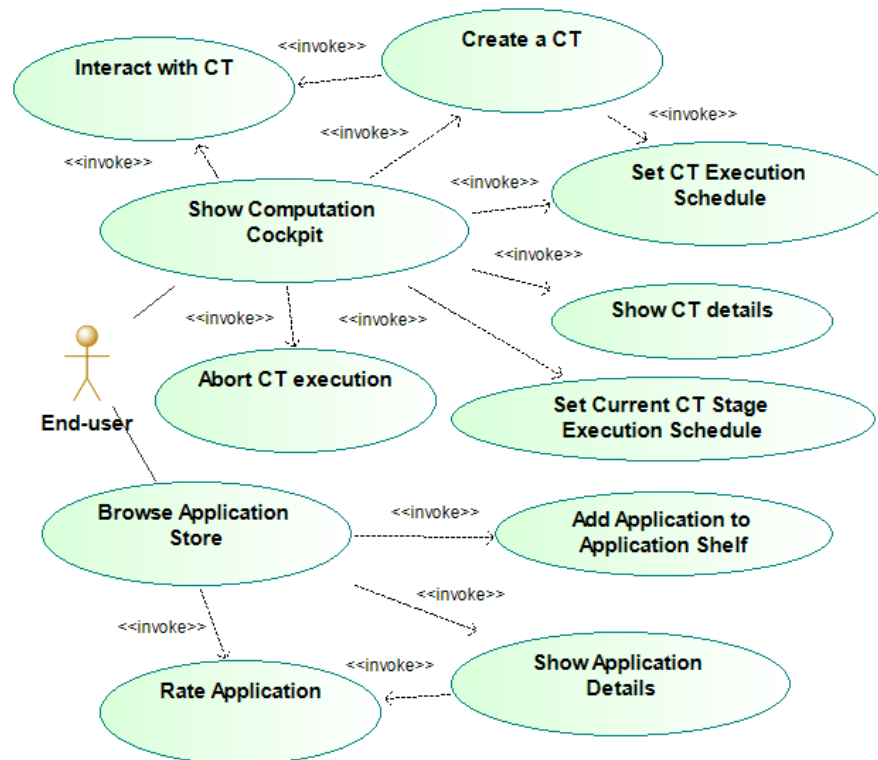 <<invoke>>
Create a CT
Interact with CT
<<invoke>>
<<invoke>>
<<invoke>>
Set CT Execution
Schedule
<<invoke>>
Show Computation
Cockpit
<<invoke>>
Show CT details
<<invoke>>
<<invoke>>
Abort CT execution
Set Current CT Stage
Execution Schedule
End-user
Browse Application
Store
<<invoke>>
Add Application to
Application Shelf
<<invoke>>
<<invoke>>
<<invoke>>
Show Application
Details
Rate Application